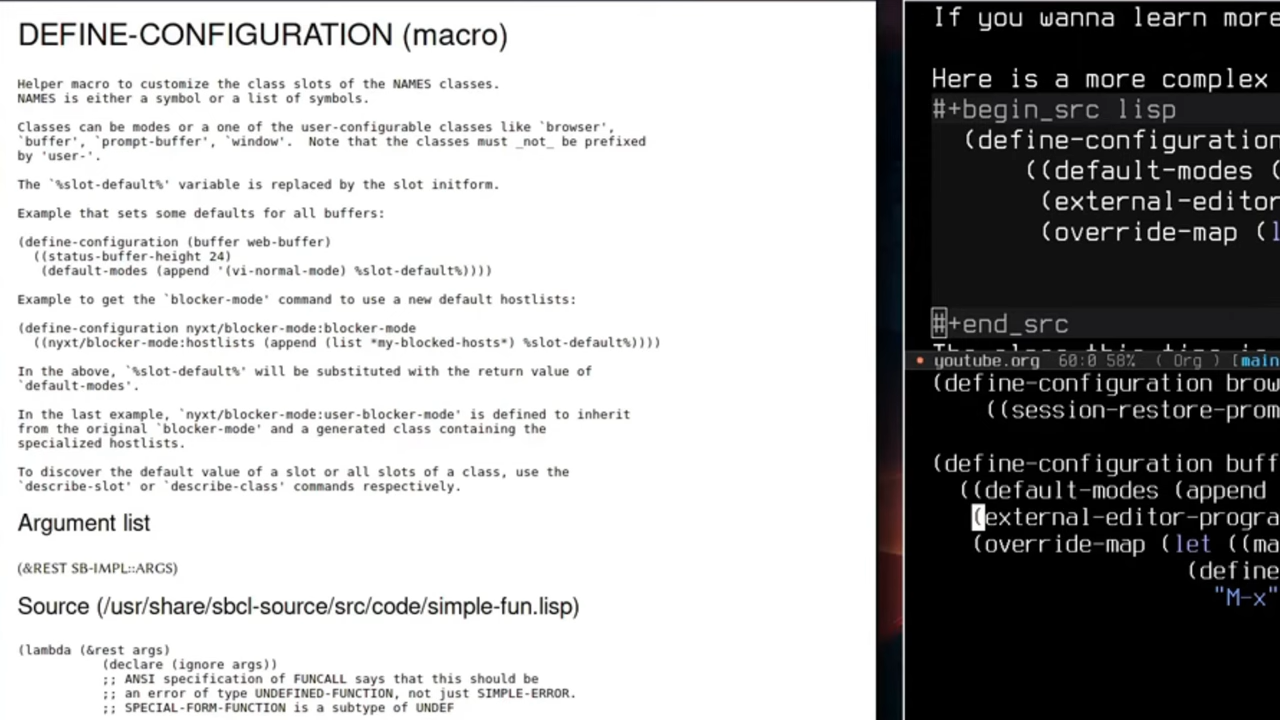 DEFINE-CONFIGURATION (macro)
Helper macro to customize the class slots of the NAMES classes.
NAMES is either a symbol or a list of symbols.
Classes can be modes or a one of the user-configurable classes like `browser',
`buffer', `prompt-buffer', `window'.  Note that the classes must _not_ be prefixed
by 'user-'.
The `%slot-default%' variable is replaced by the slot initform.
Example that sets some defaults for all buffers:
(define-configuration (buffer web-buffer)
  ((status-buffer-height 24)
   (default-modes (append '(vi-normal-mode) %slot-default%))))
Example to get the `blocker-mode' command to use a new default hostlists:
(define-configuration nyxt/blocker-mode:blocker-mode
  ((nyxt/blocker-mode:hostlists (append (list *my-blocked-hosts*) %slot-default%))))
In the above, `%slot-default%' will be substituted with the return value of
`default-modes'.
In the last example, `nyxt/blocker-mode:user-blocker-mode' is defined to inherit
from the original `blocker-mode' and a generated class containing the
specialized hostlists.
To discover the default value of a slot or all slots of a class, use the
`describe-slot' or `describe-class' commands respectively.
Argument list
(&REST SB-IMPL::ARGS)
Source (/usr/share/sbcl-source/src/code/simple-fun.lisp)
(lambda (&rest args)
(declare (ignore args))
;; ANSI specification of FUNCALL says that this should be
;; an error of type UNDEFINED-FUNCTION, not just SIMPLE-ERROR.
;; SPECIAL-FORM-FUNCTION is a subtype of UNDEF
If you wanna learn more
Here is a more complex
#+begin_src lisp
(define-configuration
((default-modes (
(external-editor
(override-map (l
#+end_src
youtube.org 60:0 58% ( Org ) [main
(define-configuration brow
((session-restore-prom
(define-configuration buff
((default-modes (append
(external-editor-progra
(override-map (let ((ma
(define
"M-x"